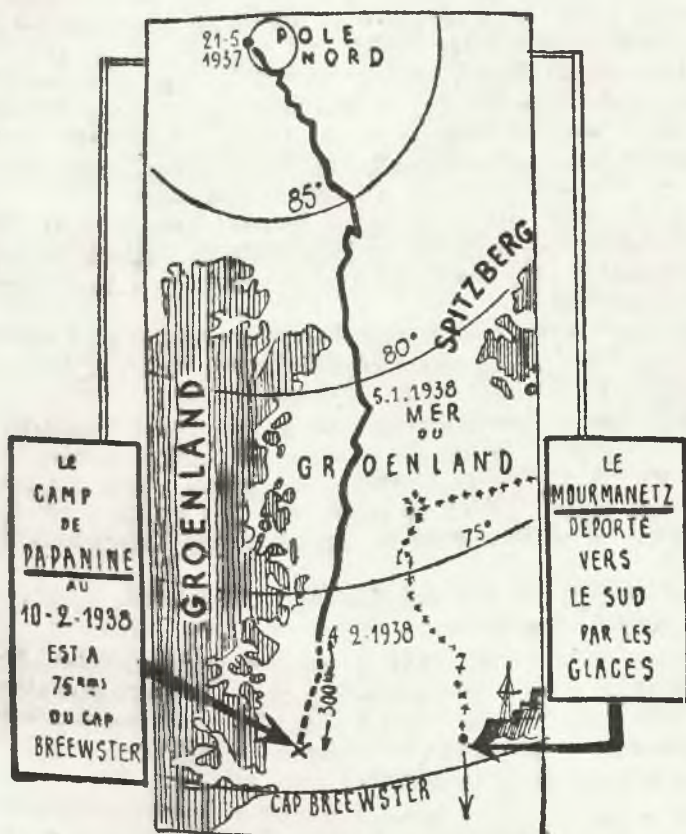 21-5
1937
POLE
NORD
85°
SPITZBERG
80°
5.1.1938
MER
DU
GROENLAND
GROENLAND
75°
4 2-1938
300
CAP BREEWSTER
LE
CAMP
DE
PAPANINE
AU
10-2-1938
EST A
75 kms
DU CAP
BREEWSTER
LE
MOURMANETZ
DEPORTÉ
VERS
LE SUD
PAR LES
GLACES